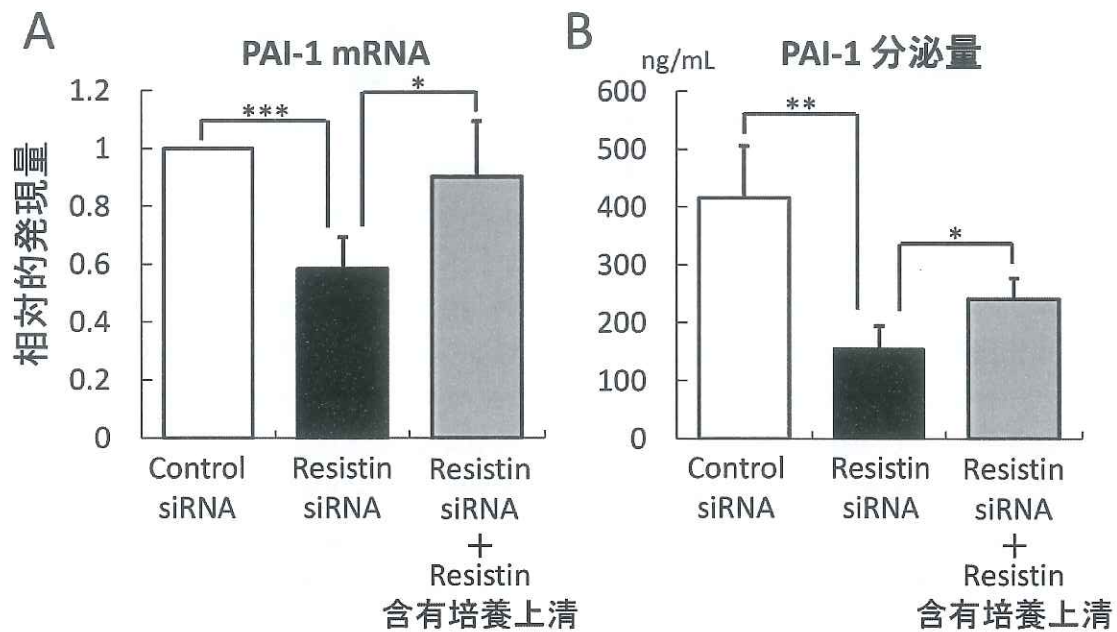 A
PAI-1 mRNA
相対的発現量
1.2
1
0.8
0.6
0.4
0.2
0
***
*
Control
siRNA
Resistin
siRNA
Resistin
siRNA
+
Resistin
含有培養上清
B
ng/mL
PAI-1 分泌量
600
500
400
300
200
100
0
**
*
Control
siRNA
Resistin
siRNA
Resistin
siRNA
+
Resistin
含有培養上清